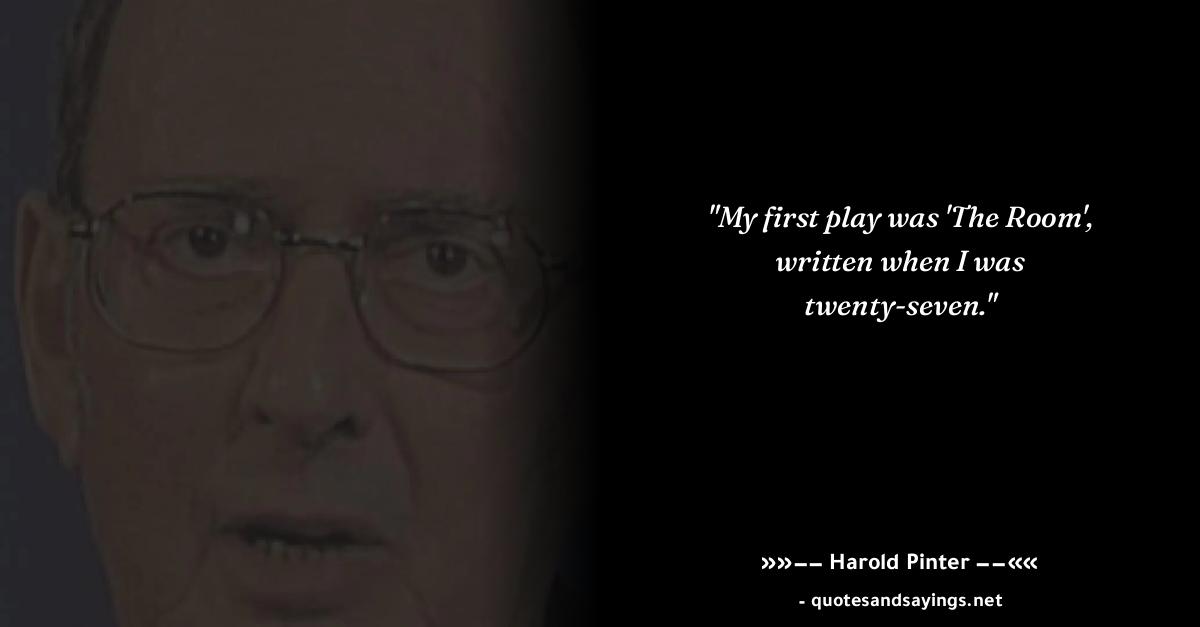 "My first play was 'The Room',
written when I was
twenty-seven."
»»−− Harold Pinter −−««
- quotesandsayings.net